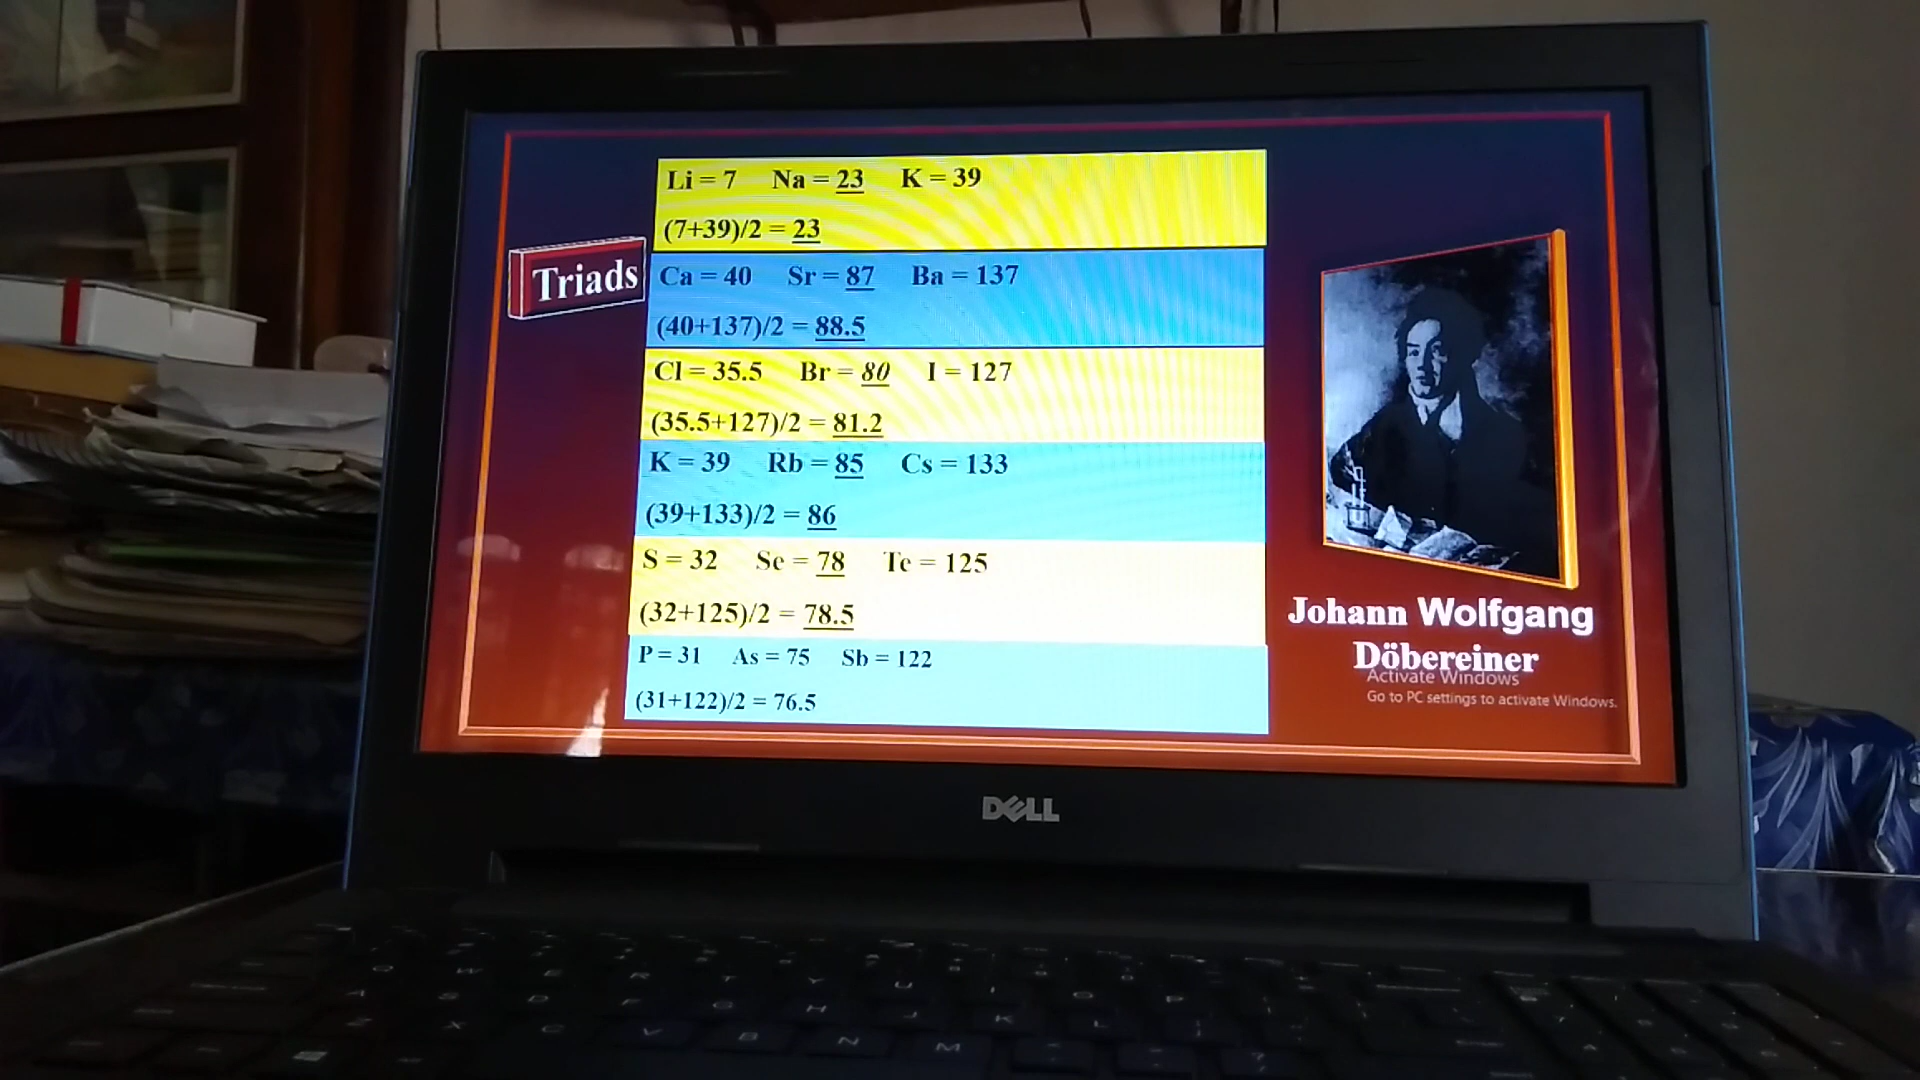 Triads
Li = 7 Na = 23 K = 39
(7+39)/2 = 23
Ca = 40 Sr = 87 Ba = 137
(40+137)/2 = 88.5
Cl = 35.5 Br = 80 I = 127
(35.5+127)/2 = 81.2
K = 39 Rb = 85 Cs = 133
(39+133)/2 = 86
S = 32 Se = 78 Te = 125
(32+125)/2 = 78.5
P = 31 As = 75 Sb = 122
(31+122)/2 = 76.5
Johann Wolfgang
Döbereiner
Activate Windows
Go to PC settings to activate Windows.
DELL
Q W E R T Y U I O P
A S D F G H J K L
Z X C V B N M